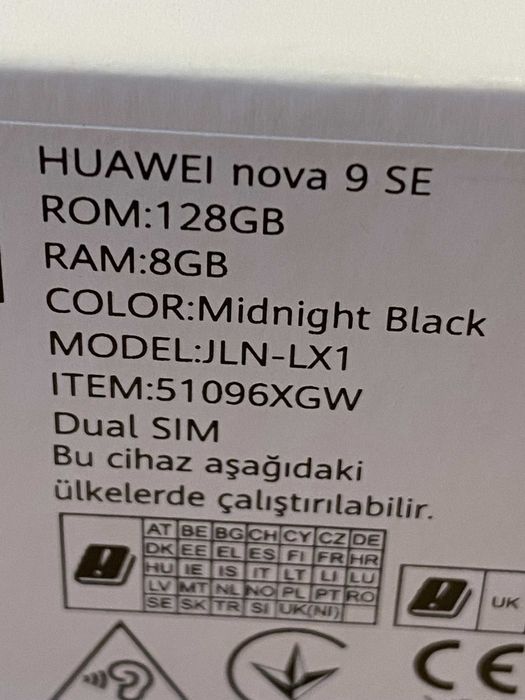 HUAWEI nova 9 SE
ROM:128GB
RAM:8GB
COLOR:Midnight Black
MODEL:JLN-LX1
ITEM:51096XGW
Dual SIM
Bu cihaz aşağıdaki
ülkelerde çalıştırılabilir.
AT BE BG CH CY CZ DE
DK EE EL ES FI FR HR
HU IE IS IT LT LI LU
LV MT NL NO PL PT RO
SE SK TR SI UK(NI)
UK
CE